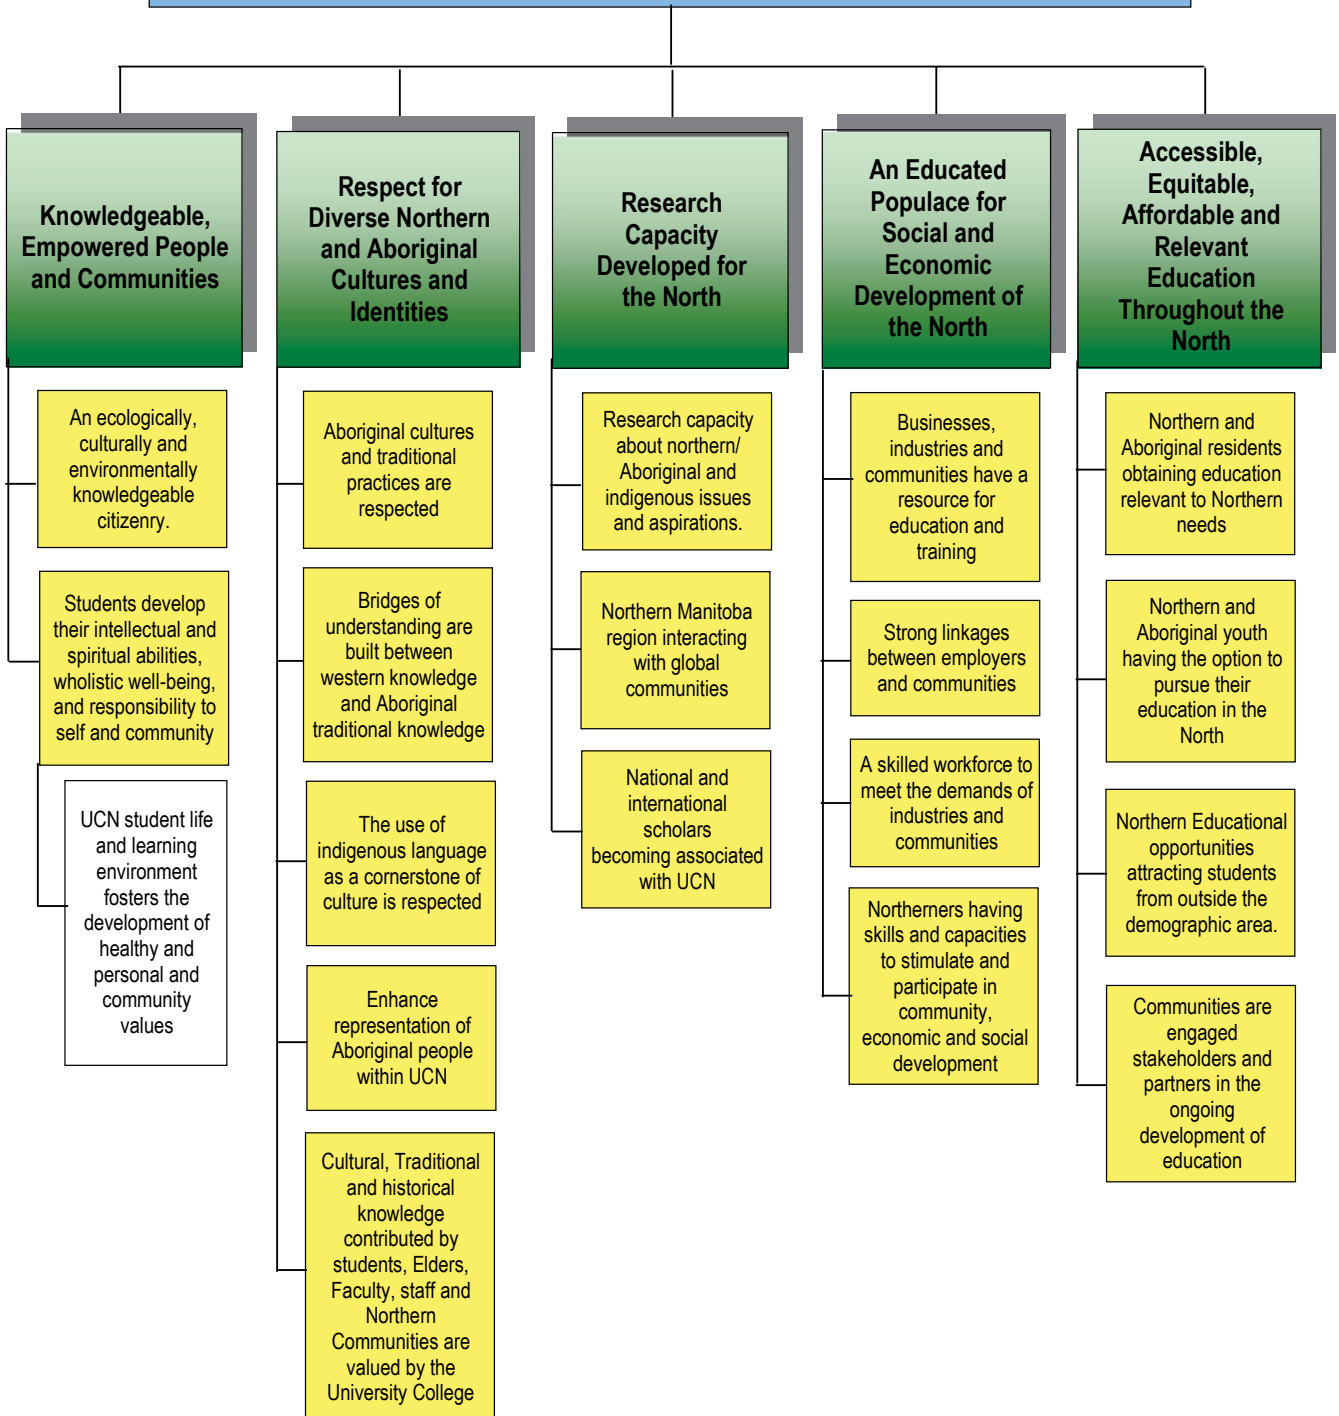 Knowledgeable,
Empowered People
and Communities
An ecologically,
culturally and
environmentally
knowledgeable
citizenry.
Students develop
their intellectual and
spiritual abilities,
wholistic well-being,
and responsibility to
self and community
UCN student life
and learning
environment
fosters the
development of
healthy and
personal and
community
values
Respect for
Diverse Northern
and Aboriginal
Cultures and
Identities
Aboriginal cultures
and traditional
practices are
respected
Bridges of
understanding are
built between
western knowledge
and Aboriginal
traditional knowledge
The use of
indigenous language
as a cornerstone of
culture is respected
Enhance
representation of
Aboriginal people
within UCN
Cultural, Traditional
and historical
knowledge
contributed by
students, Elders,
Faculty, staff and
Northern
Communities are
valued by the
University College
Research
Capacity
Developed for
the North
Research capacity
about northern/
Aboriginal and
indigenous issues
and aspirations.
Northern Manitoba
region interacting
with global
communities
National and
international
scholars
becoming associated
with UCN
An Educated
Populace for
Social and
Economic
Development of
the North
Businesses,
industries and
communities have a
resource for
education and
training
Strong linkages
between employers
and communities
A skilled workforce to
meet the demands of
industries and
communities
Northerners having
skills and capacities
to stimulate and
participate in
community,
economic and social
development
Accessible,
Equitable,
Affordable and
Relevant
Education
Throughout the
North
Northern and
Aboriginal residents
obtaining education
relevant to Northern
needs
Northern and
Aboriginal youth
having the option to
pursue their
education in the
North
Northern Educational
opportunities
attracting students
from outside the
demographic area.
Communities are
engaged
stakeholders and
partners in the
ongoing
development of
education